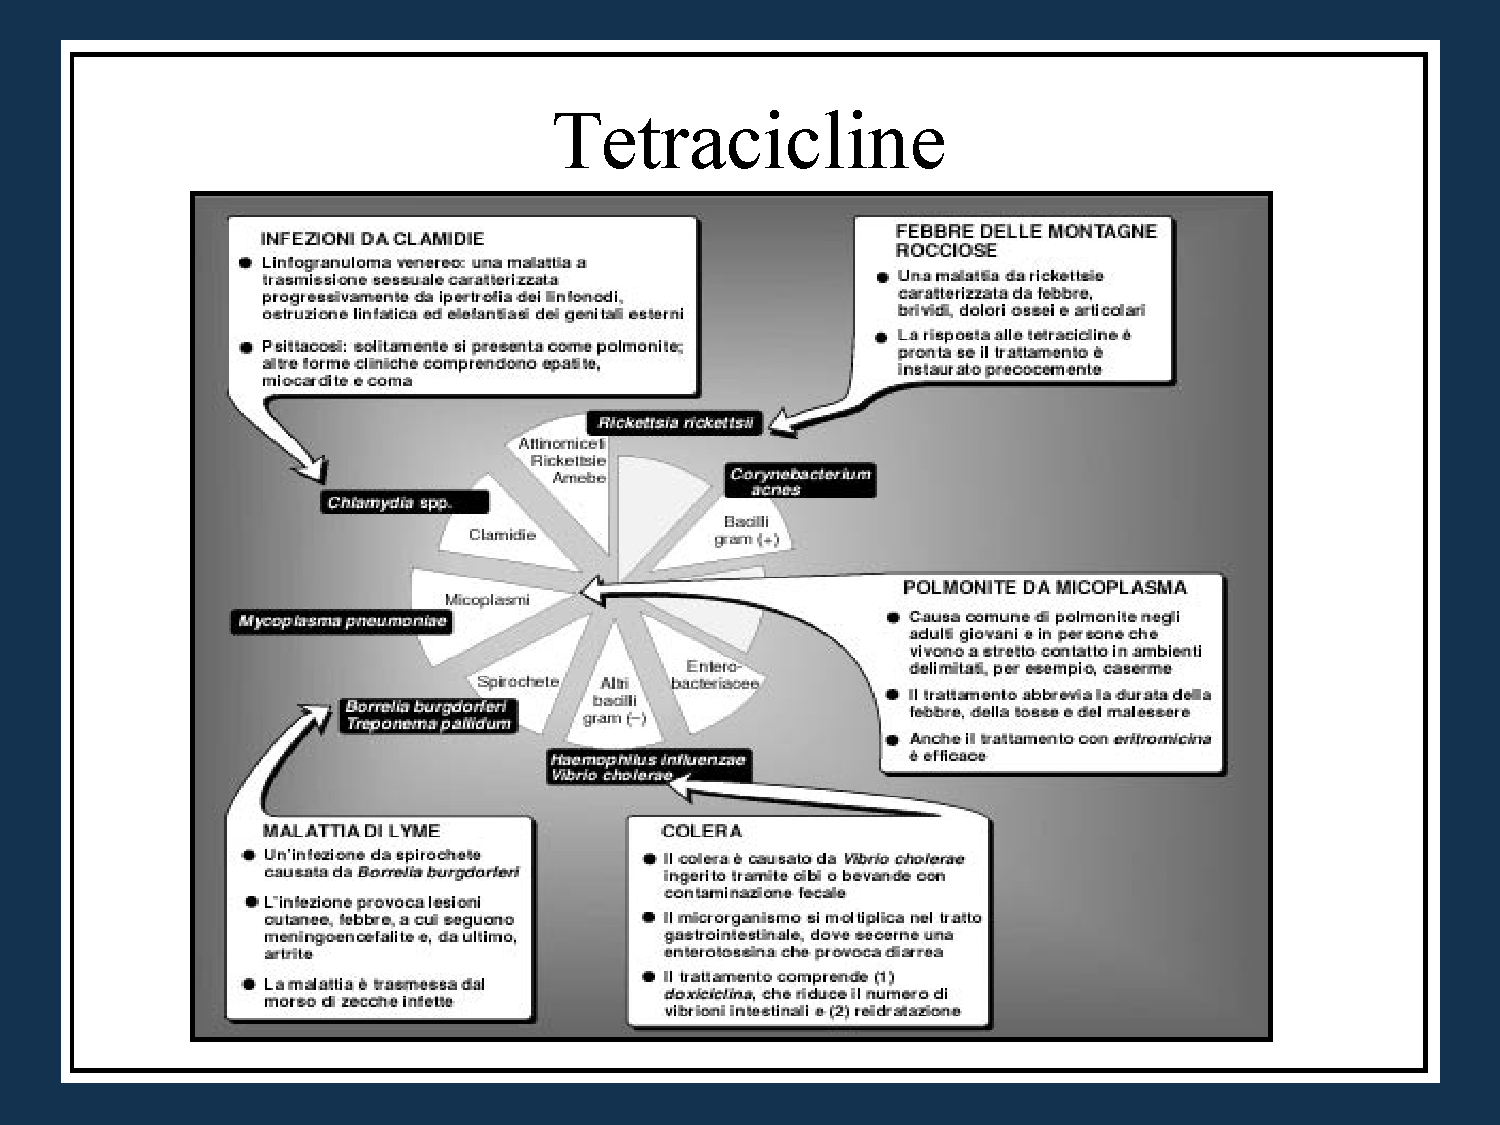 Tetracicline
INFEZIONI DA CLAMIDIE
● Linfogranuloma venereo: una malattia a
trasmissione sessuale caratterizzata
progressivamente da ipertrofia dei linfonodi,
ostruzione linfatica ed elefantiasi dei genitali esterni
● Psittacosi: solitamente si presenta come polmonite;
altre forme cliniche comprendono epatite,
miocardite e coma
FEBBRE DELLE MONTAGNE
ROCCIOSE
● Una malattia da rickettsie
caratterizzata da febbre,
brividi, dolori ossei e articolari
● La risposta alle tetracicline è
pronta se il trattamento è
instaurato precocemente
Rickettsia rickettsii
Attinomiceti
Rickettsie
Amebe
Corynebacterium
acnes
Chlamydia spp.
Bacilli
gram (+)
Clamidie
Micoplasmi
Mycoplasma pneumoniae
POLMONITE DA MICOPLASMA
● Causa comune di polmonite negli
adulti giovani e in persone che
vivono a stretto contatto in ambienti
delimitati, per esempio, caserme
● Il trattamento abbrevia la durata della
febbre, della tosse e del malessere
● Anche il trattamento con eritromicina
è efficace
Spirochete
Altri
bacilli
gram (−)
Entero-
bacteriacee
Borrelia burgdorferi
Treponema pallidum
Haemophilus influenzae
Vibrio cholerae
MALATTIA DI LYME
● Un'infezione da spirochete
causata da Borrelia burgdorferi
● L'infezione provoca lesioni
cutanee, febbre, a cui seguono
meningoencefalite e, da ultimo,
artrite
● La malattia è trasmessa dal
morso di zecche infette
COLERA
● Il colera è causato da Vibrio cholerae
ingerito tramite cibi o bevande con
contaminazione fecale
● Il microrganismo si moltiplica nel tratto
gastrointestinale, dove secerne una
enterotossina che provoca diarrea
● Il trattamento comprende (1)
doxiciclina, che riduce il numero di
vibrioni intestinali e (2) reidratazione